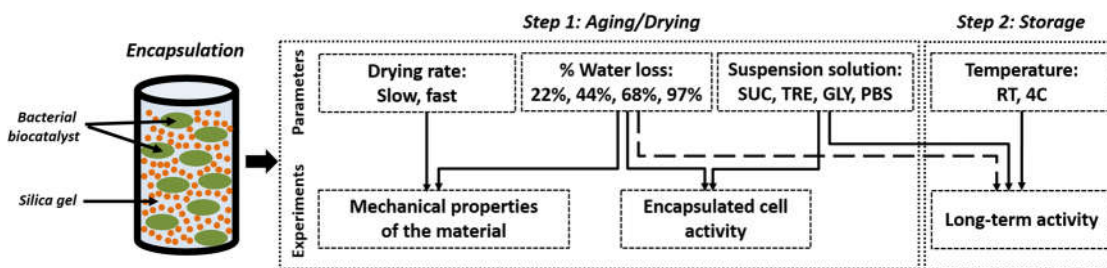 Step 1: Aging/Drying
Step 2: Storage
Encapsulation
Bacterial
biocatalyst
Silica gel
Parameters
Drying rate:
Slow, fast
% Water loss:
22%, 44%, 68%, 97%
Suspension solution:
SUC, TRE, GLY, PBS
Temperature:
RT, 4C
Experiments
Mechanical properties
of the material
Encapsulated cell
activity
Long-term activity